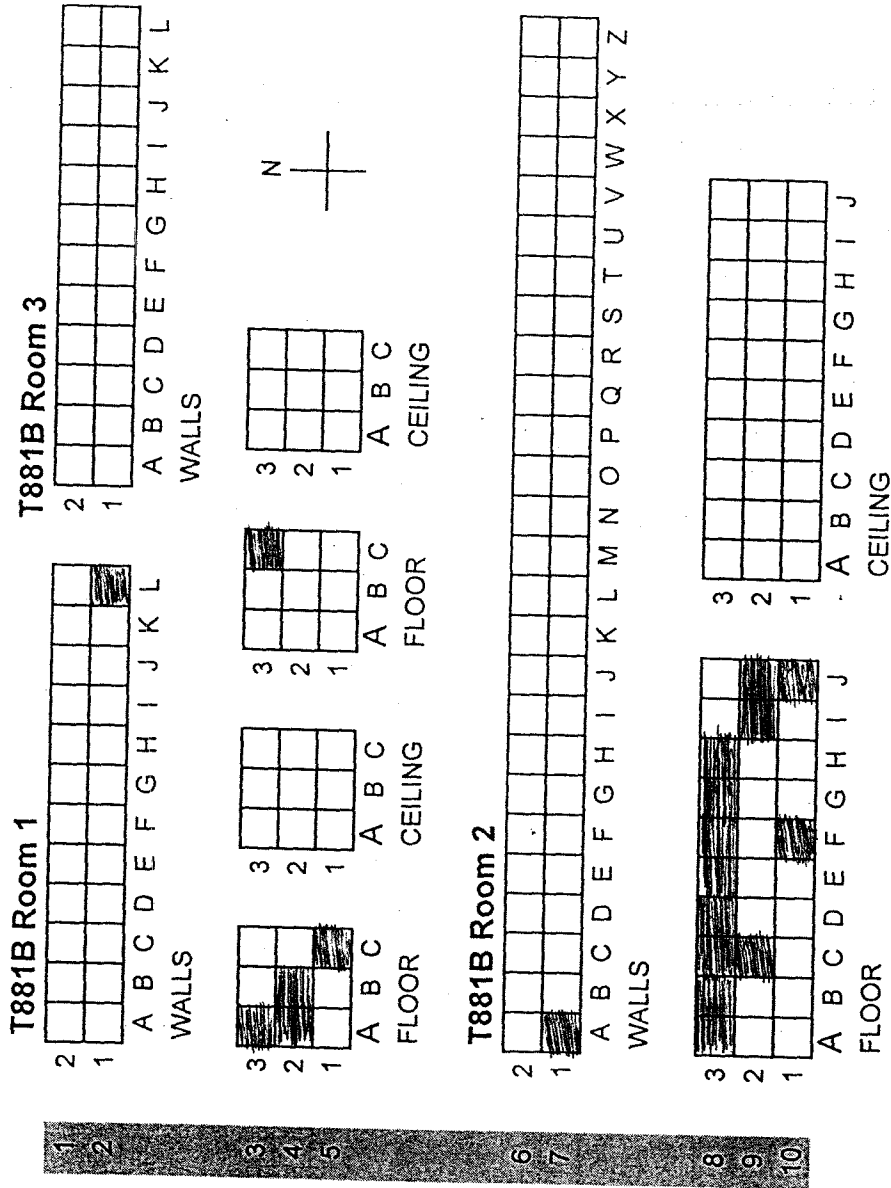 T881B Room 1
T881B Room 3
1 2
2 1
A B C D E F G H I J K L
WALLS
2 1
A B C D E F G H I J K L
WALLS
3 4 5
3 2 1
A B C
FLOOR
3 2 1
A B C
CEILING
3 2 1
A B C
FLOOR
3 2 1
A B C
CEILING
N
T881B Room 2
6 7
2 1
A B C D E F G H I J K L M N O P Q R S T U V W X Y Z
WALLS
8 9 10
3 2 1
A B C D E F G H I J
FLOOR
3 2 1
A B C D E F G H I J
CEILING